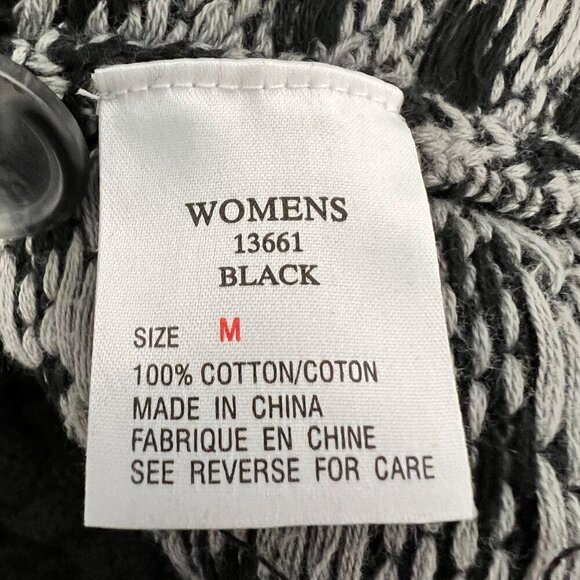 WOMENS
13661
BLACK
SIZE M
100% COTTON/COTON
MADE IN CHINA
FABRIQUE EN CHINE
SEE REVERSE FOR CARE